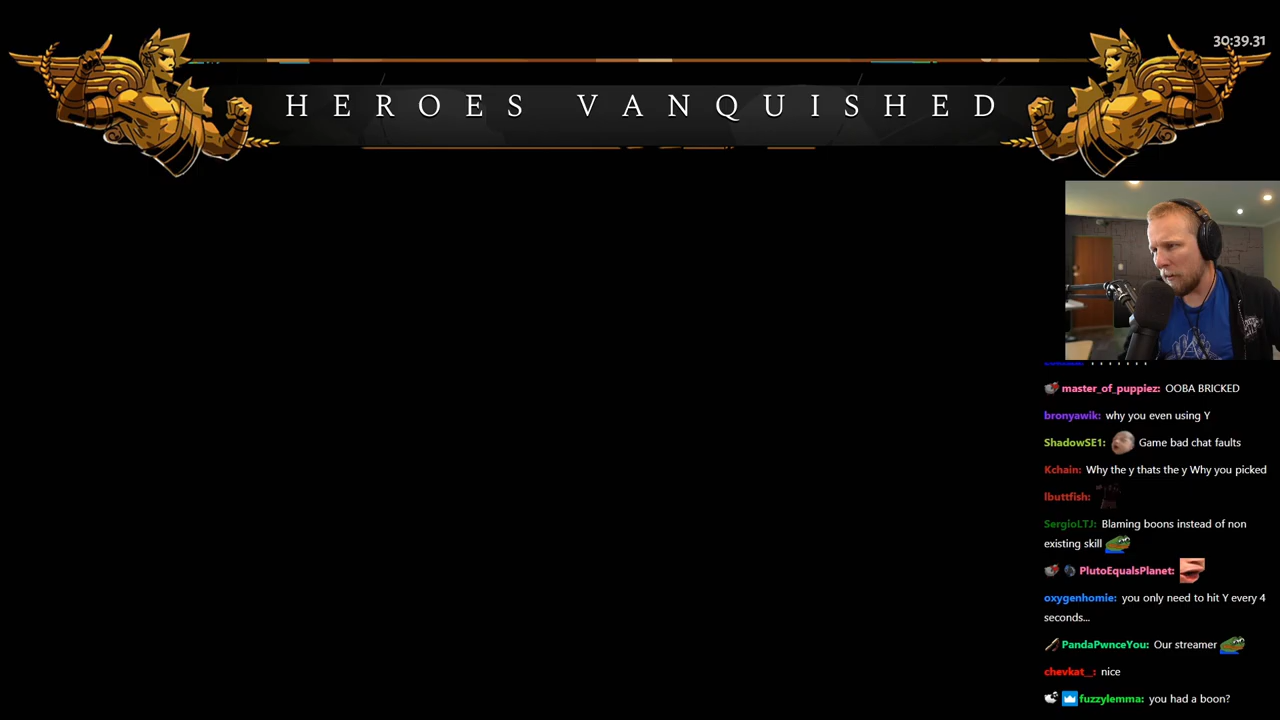 30:39.31
HEROES VANQUISHED
master_of_puppiez: OOBA BRICKED
bronyawik: why you even using Y
ShadowSE1: Game bad chat faults
Kchain: Why the y thats the y Why you picked
lbuttfish:
SergioLTJ: Blaming boons instead of non
existing skill
PlutoEqualsPlanet:
oxygenhomie: you only need to hit Y every 4
seconds...
PandaPwnceYou: Our streamer
chevkat__: nice
fuzzylemma: you had a boon?